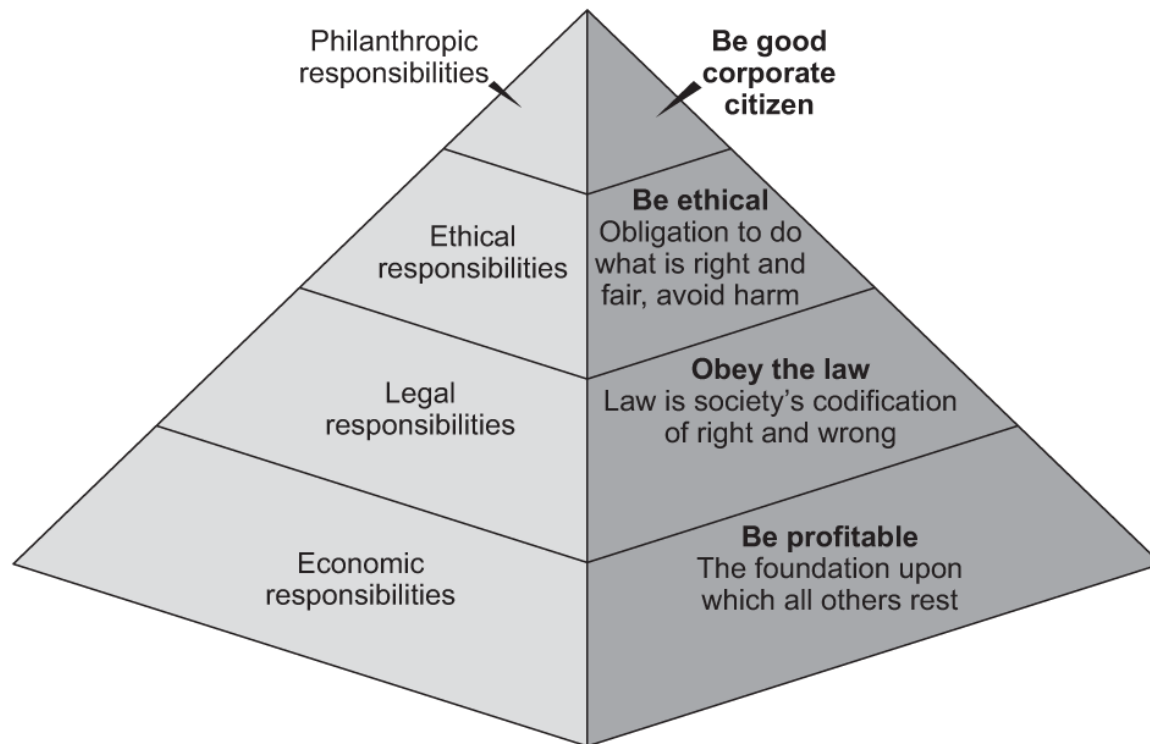 Philanthropic
responsibilities
Be good
corporate
citizen
Ethical
responsibilities
Be ethical
Obligation to do
what is right and
fair, avoid harm
Legal
responsibilities
Obey the law
Law is society's codification
of right and wrong
Economic
responsibilities
Be profitable
The foundation upon
which all others rest